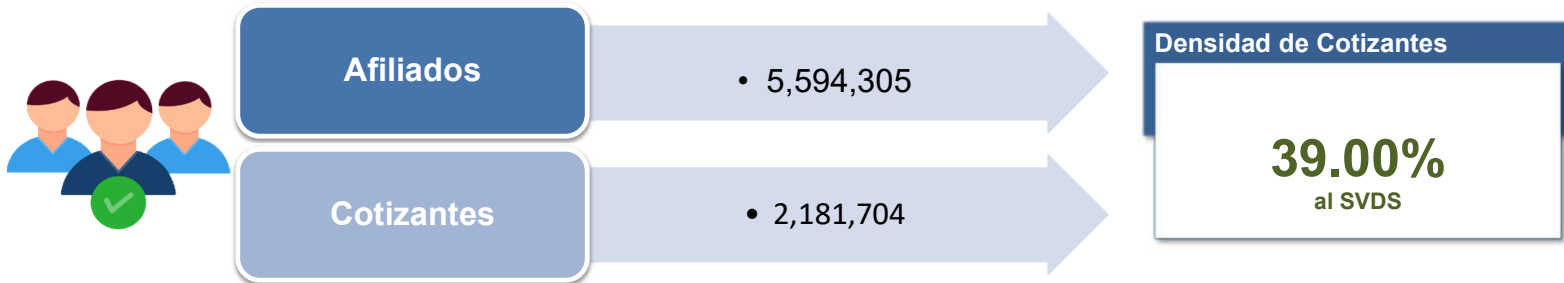 Afiliados
• 5,594,305
Cotizantes
• 2,181,704
Densidad de Cotizantes
39.00%
al SVDS